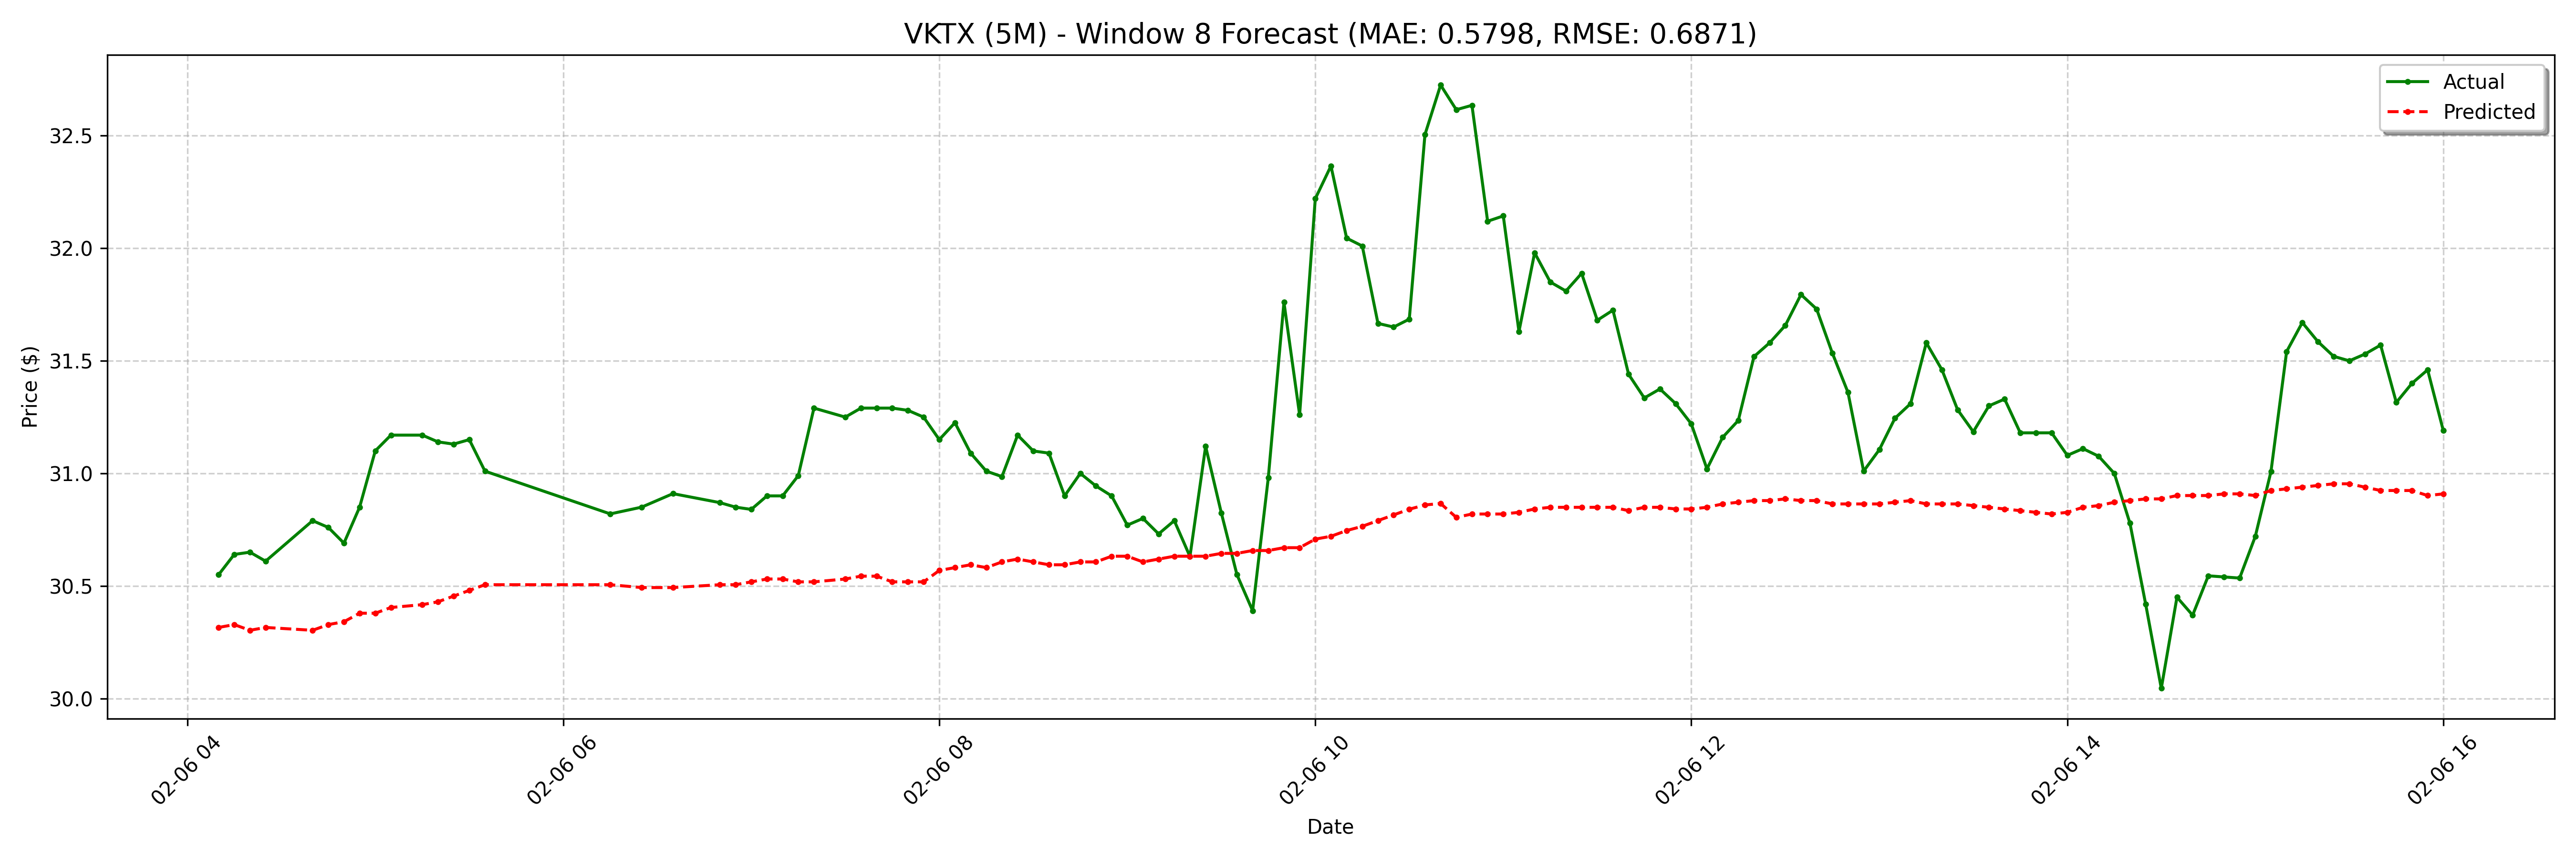 VKTX (5M) - Window 8 Forecast (MAE: 0.5798, RMSE: 0.6871)
Actual
Predicted
Price ($)
32.5
32.0
31.5
31.0
30.5
30.0
02-06 04
02-06 06
02-06 08
02-06 10
02-06 12
02-06 14
02-06 16
Date